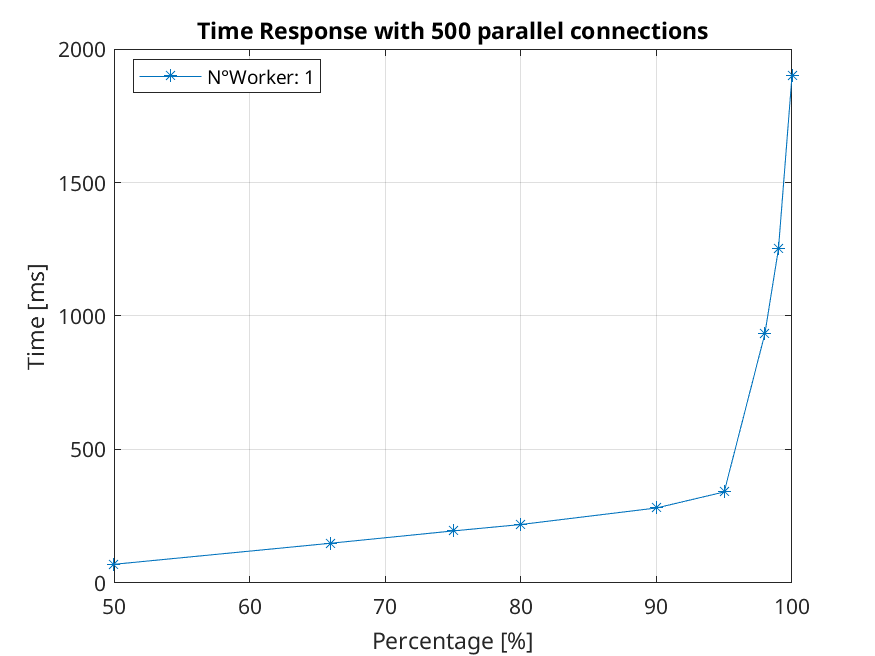 Time Response with 500 parallel connections
N°Worker: 1
Time [ms]
2000
1500
1000
500
0
50 60 70 80 90 100
Percentage [%]